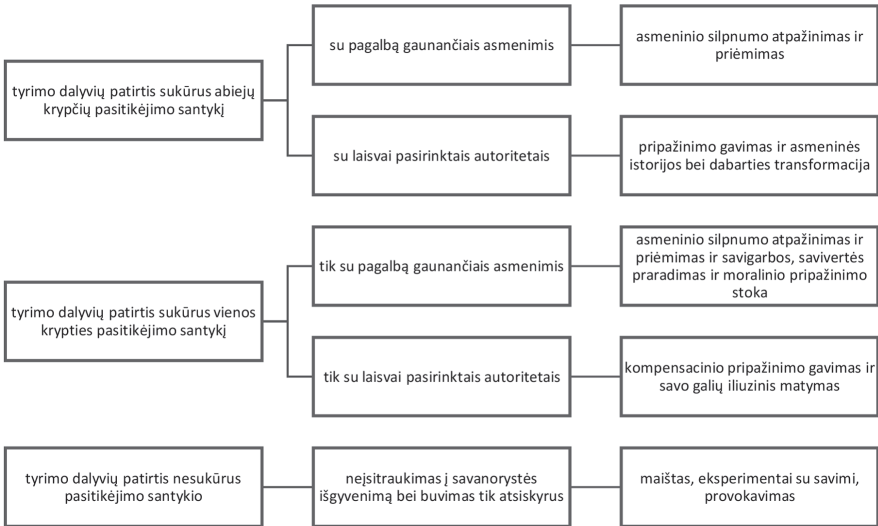 tyrimo dalyvių patirtis sukūrus abiejų
krypčių pasitikėjimo santykį
su pagalbą gaunančiais asmenimis
asmeninio silpnumo atpažinimas ir
priėmimas
su laisvai pasirinktais autoritetais
pripažinimo gavimas ir asmeninės
istorijos bei dabarties transformacija
tyrimo dalyvių patirtis sukūrus vienos
krypties pasitikėjimo santykį
tik su pagalbą gaunančiais asmenimis
asmeninio silpnumo atpažinimas ir
priėmimas ir savigarbos, savivertės
praradimas ir moralinio pripažinimo
stoka
tik su laisvai pasirinktais autoritetais
kompensacinio pripažinimo gavimas ir
savo galių iliuzinis matymas
tyrimo dalyvių patirtis nesukūrus
pasitikėjimo santykio
neįsitraukimas į savanorystės
išgyvenimą bei buvimas tik atsiskyrus
maištas, eksperimentai su savimi,
provokavimas